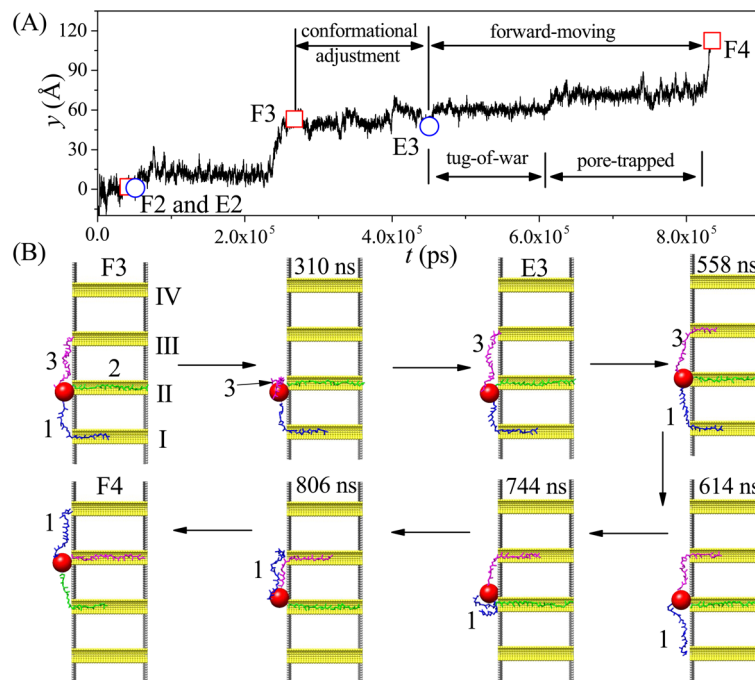 (A)
120
90
60
30
0
y (Å)
conformational
adjustment
forward-moving
F4
F3
E3
tug-of-war
pore-trapped
F2 and E2
0.0
2.0x10⁵
4.0x10⁵
6.0x10⁵
8.0x10⁵
t (ps)
(B)
F3
310 ns
E3
558 ns
IV
III
II
I
3
2
1
3
3
1
3
1
F4
806 ns
744 ns
614 ns
1
1
1
1